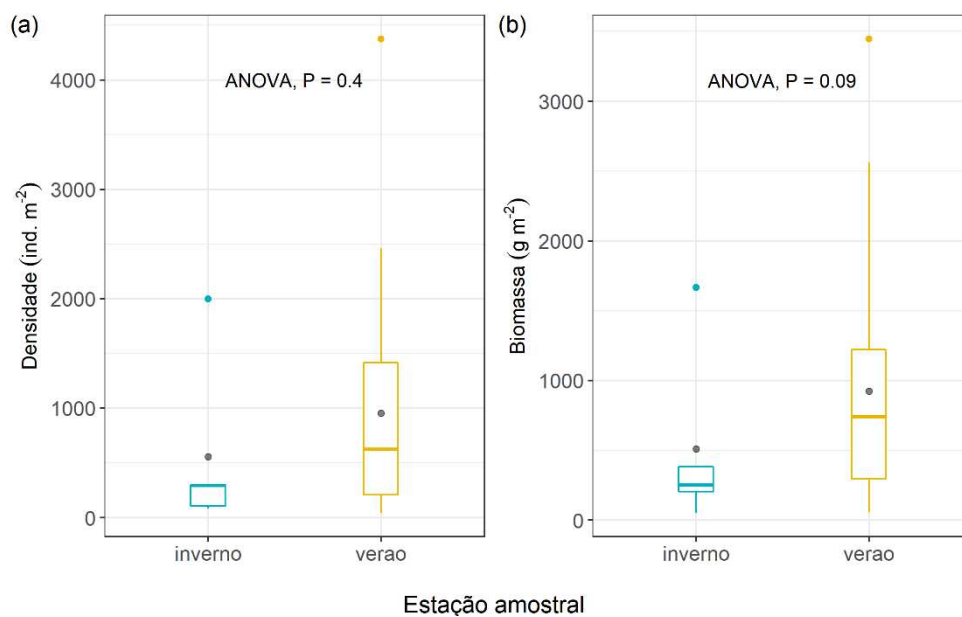 (a)
ANOVA, P = 0.4
Densidade (ind. m⁻²)
4000
3000
2000
1000
0
inverno
verao
(b)
ANOVA, P = 0.09
Biomassa (g m⁻²)
3000
2000
1000
0
inverno
verao
Estação amostral